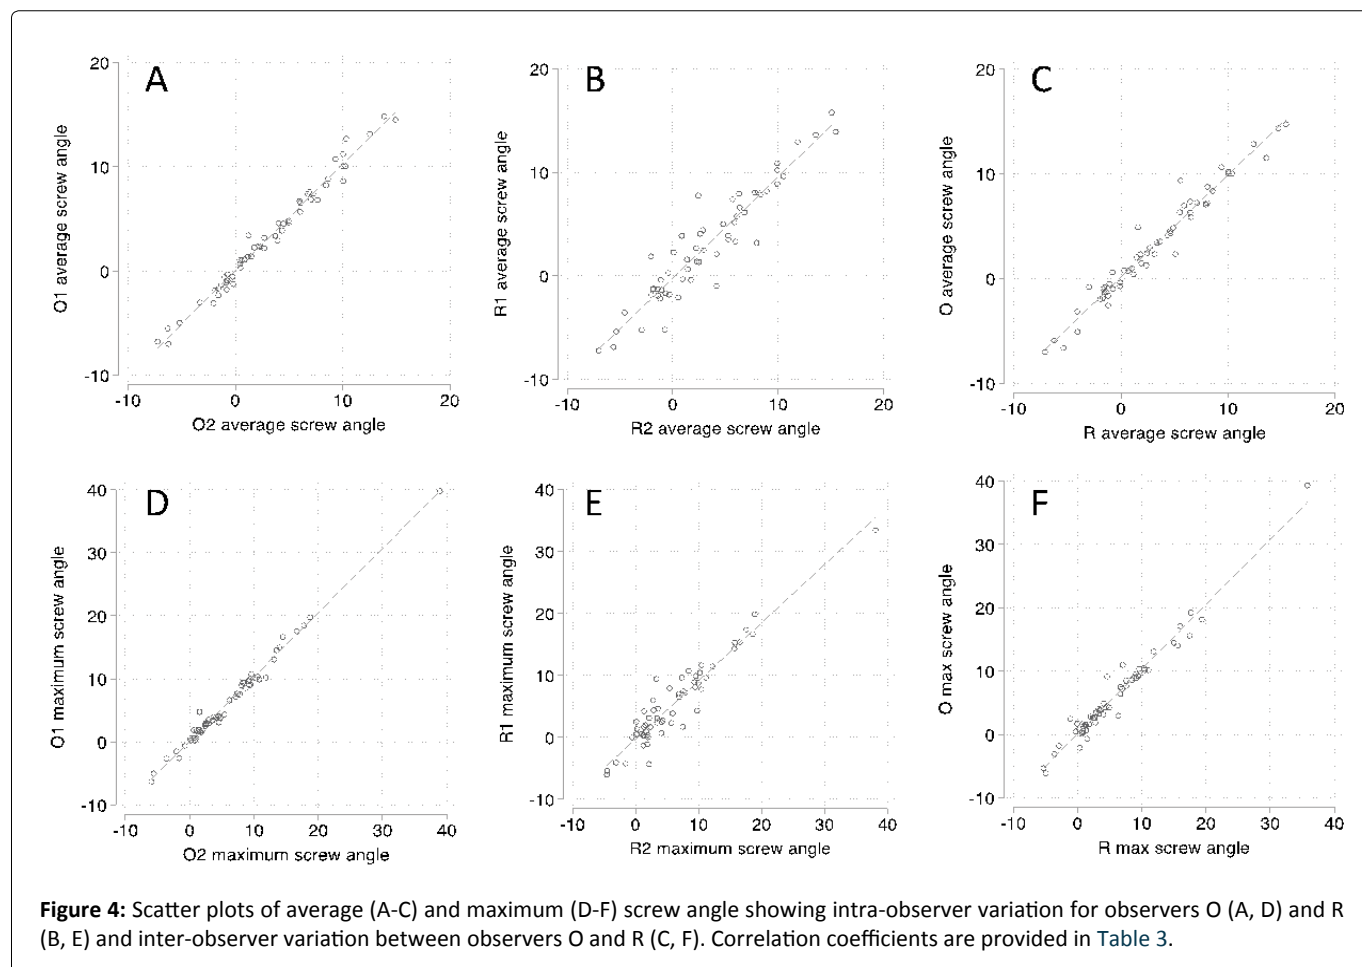 A
20
10
0
-10
O1 average screw angle
-10 0 10 20
O2 average screw angle
B
20
10
0
-10
R1 average screw angle
-10 0 10 20
R2 average screw angle
C
20
10
0
-10
O average screw angle
-10 0 10 20
R average screw angle
D
40
30
20
10
0
-10
O1 maximum screw angle
-10 0 10 20 30 40
O2 maximum screw angle
E
40
30
20
10
0
-10
R1 maximum screw angle
-10 0 10 20 30 40
R2 maximum screw angle
F
40
30
20
10
0
-10
O max screw angle
-10 0 10 20 30 40
R max screw angle
Figure 4: Scatter plots of average (A-C) and maximum (D-F) screw angle showing intra-observer variation for observers O (A, D) and R
(B, E) and inter-observer variation between observers O and R (C, F). Correlation coefficients are provided in Table 3.